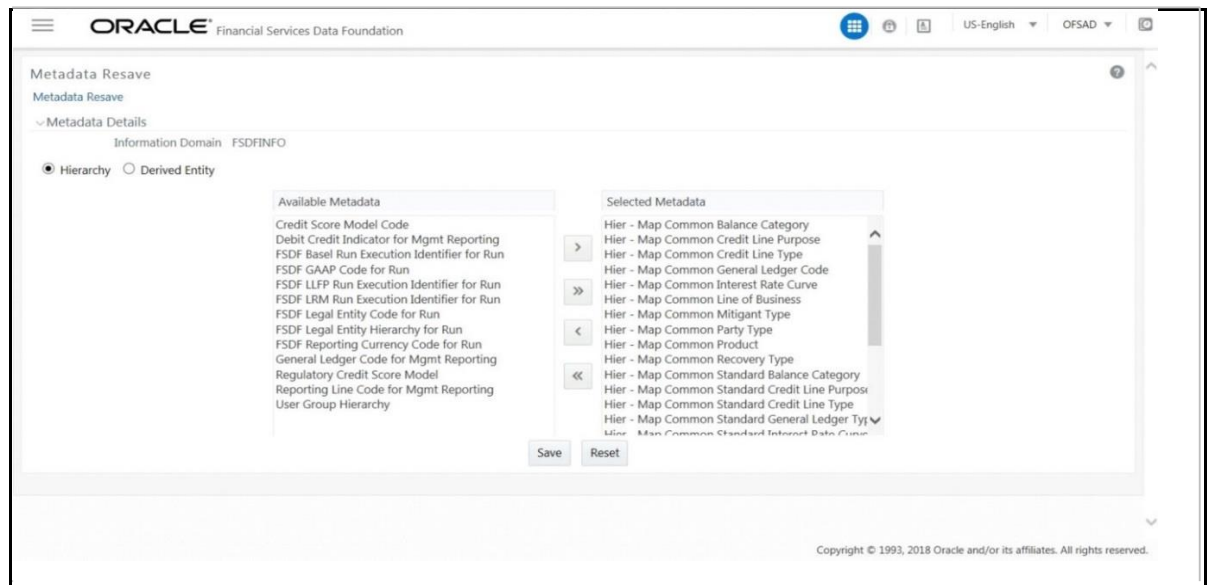 ORACLE® Financial Services Data Foundation
US-English
OFSAD
Metadata Resave
Metadata Resave
Metadata Details
Information Domain FSDFINFO
Hierarchy Derived Entity
Available Metadata
Credit Score Model Code
Debit Credit Indicator for Mgmt Reporting
FSDF Basel Run Execution Identifier for Run
FSDF GAAP Code for Run
FSDF LLFP Run Execution Identifier for Run
FSDF LRM Run Execution Identifier for Run
FSDF Legal Entity Code for Run
FSDF Legal Entity Hierarchy for Run
FSDF Reporting Currency Code for Run
General Ledger Code for Mgmt Reporting
Regulatory Credit Score Model
Reporting Line Code for Mgmt Reporting
User Group Hierarchy
Selected Metadata
Hier - Map Common Balance Category
Hier - Map Common Credit Line Purpose
Hier - Map Common Credit Line Type
Hier - Map Common General Ledger Code
Hier - Map Common Interest Rate Curve
Hier - Map Common Line of Business
Hier - Map Common Mitigant Type
Hier - Map Common Party Type
Hier - Map Common Product
Hier - Map Common Recovery Type
Hier - Map Common Standard Balance Category
Hier - Map Common Standard Credit Line Purpose
Hier - Map Common Standard Credit Line Type
Hier - Map Common Standard General Ledger Typ
Hier - Map Common Standard Interest Rate Curve
Save Reset
Copyright © 1993, 2018 Oracle and/or its affiliates. All rights reserved.